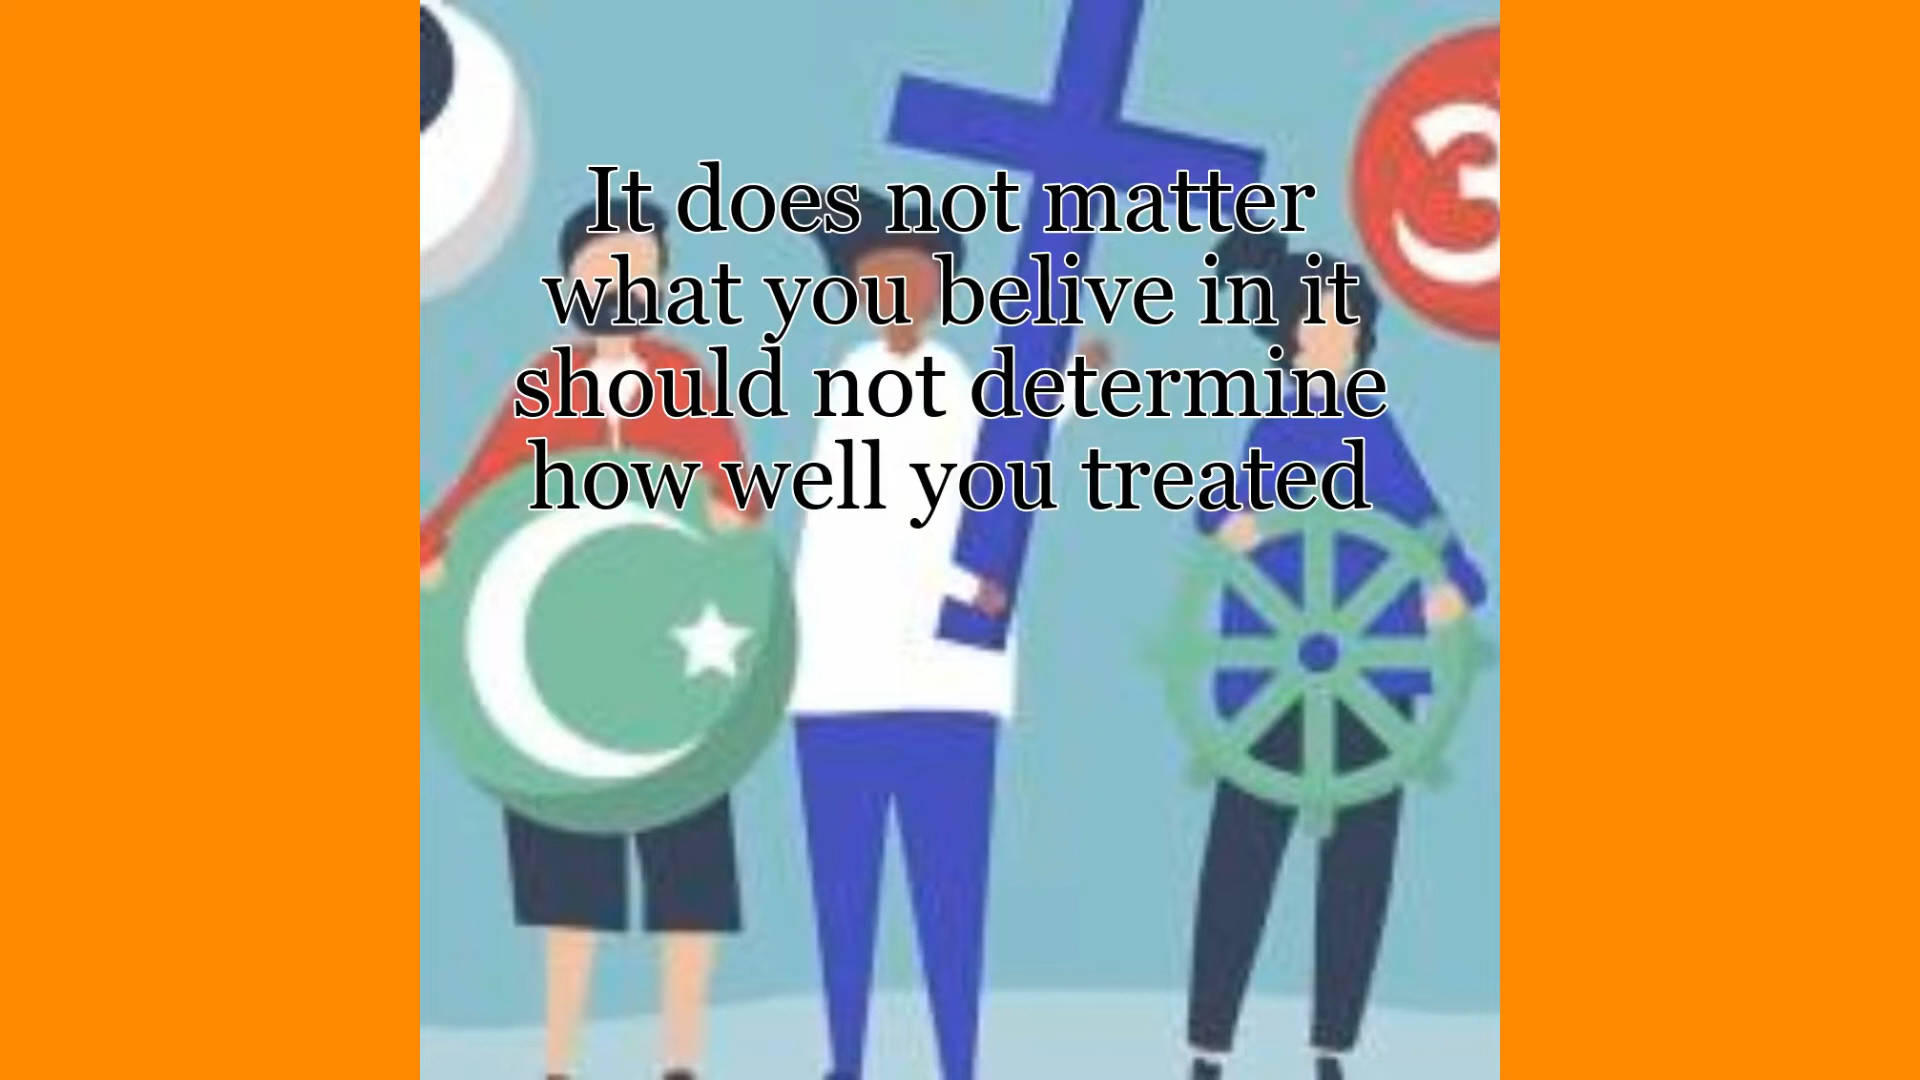 It does not matter
what you belive in it
should not determine
how well you treated